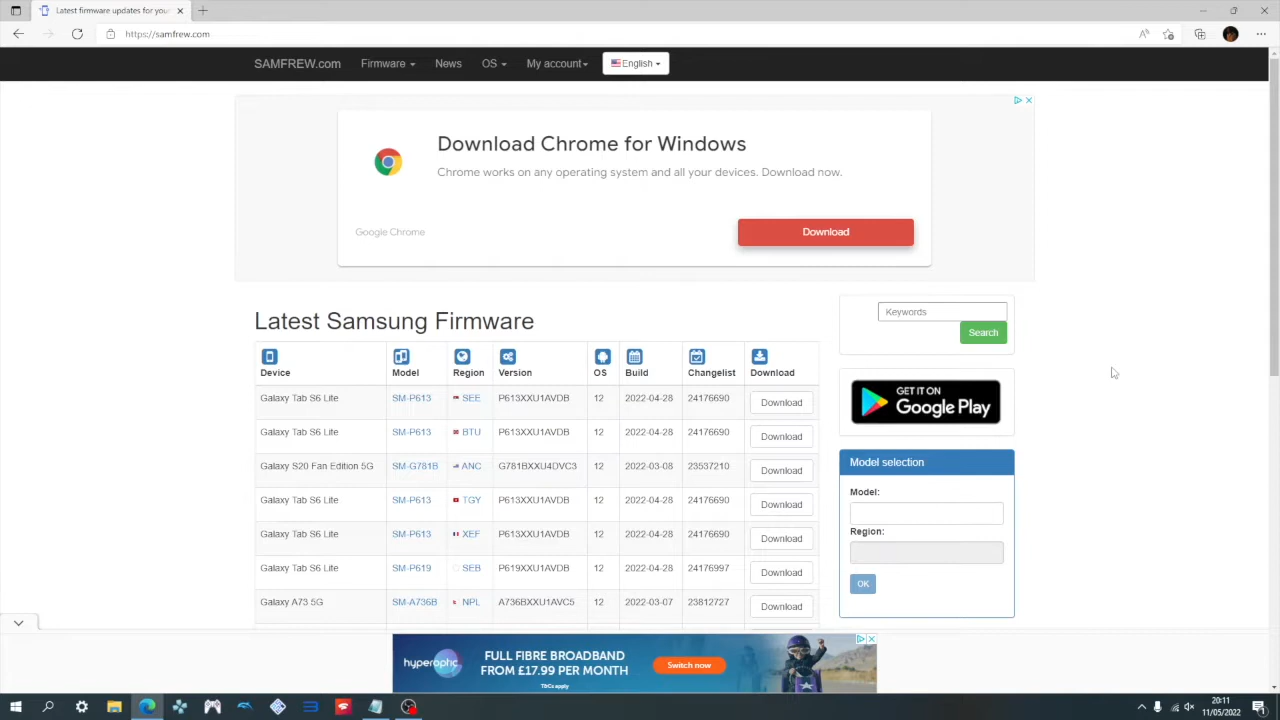 Latest firmware updates for your
https://samfrew.com
SAMFREW.com Firmware News OS My account English
Download Chrome for Windows
Chrome works on any operating system and all your devices. Download now.
Google Chrome Download
Latest Samsung Firmware
Device Model Region Version OS Build Changelist Download
Galaxy Tab S6 Lite SM-P613 SEE P613XXU1AVDB 12 2022-04-28 24176690 Download
Galaxy Tab S6 Lite SM-P613 BTU P613XXU1AVDB 12 2022-04-28 24176690 Download
Galaxy S20 Fan Edition 5G SM-G781B ANC G781BXXU4DVC3 12 2022-03-08 23537210 Download
Galaxy Tab S6 Lite SM-P613 TGY P613XXU1AVDB 12 2022-04-28 24176690 Download
Galaxy Tab S6 Lite SM-P613 XEF P613XXU1AVDB 12 2022-04-28 24176690 Download
Galaxy Tab S6 Lite SM-P619 SEB P619XXU1AVDB 12 2022-04-28 24176997 Download
Galaxy A73 5G SM-A736B NPL A736BXXU1AVC5 12 2022-03-07 23812727 Download
Keywords
Search
GET IT ON
Google Play
Model selection
Model:
Region:
OK
hyperoptic
FULL FIBRE BROADBAND
FROM £17.99 PER MONTH
T&Cs apply
Switch now
20:11
11/05/2022